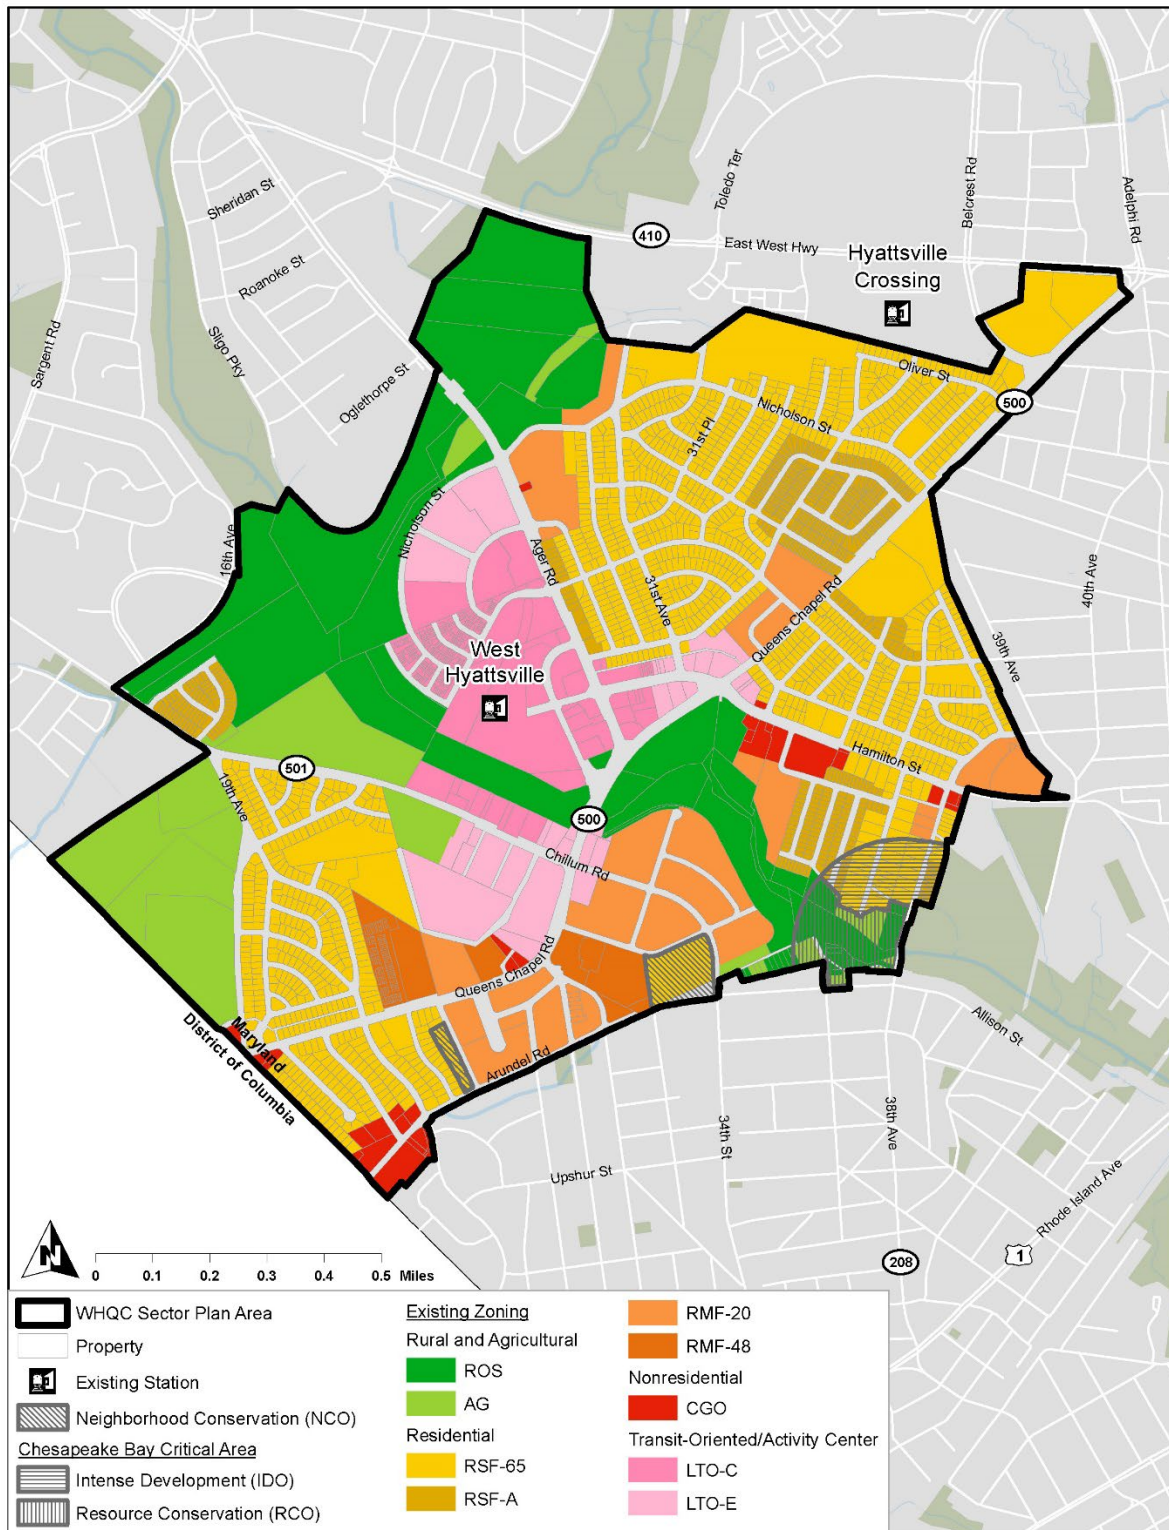 Toledo Ter
Belcrest Rd
Adelphi Rd
Sheridan St
410
East West Hwy
Hyattsville
Crossing
Roanoke St
Sargent Rd
Sligo Pky
Oglethorpe St
Oliver St
500
Nicholson St
31st Pl
Nicholson St
16th Ave
Ager Rd
40th Ave
31st Ave
Queens Chapel Rd
39th Ave
West
Hyattsville
Hamilton St
501
19th Ave
500
Chillum Rd
Queens Chapel Rd
Allison St
Maryland
District of Columbia
Arundel Rd
34th St
38th Ave
Upshur St
Rhode Island Ave
N
208
1
0 0.1 0.2 0.3 0.4 0.5 Miles
WHQC Sector Plan Area
Property
Existing Station
Neighborhood Conservation (NCO)
Chesapeake Bay Critical Area
Intense Development (IDO)
Resource Conservation (RCO)
Existing Zoning
Rural and Agricultural
ROS
AG
Residential
RSF-65
RSF-A
RMF-20
RMF-48
Nonresidential
CGO
Transit-Oriented/Activity Center
LTO-C
LTO-E